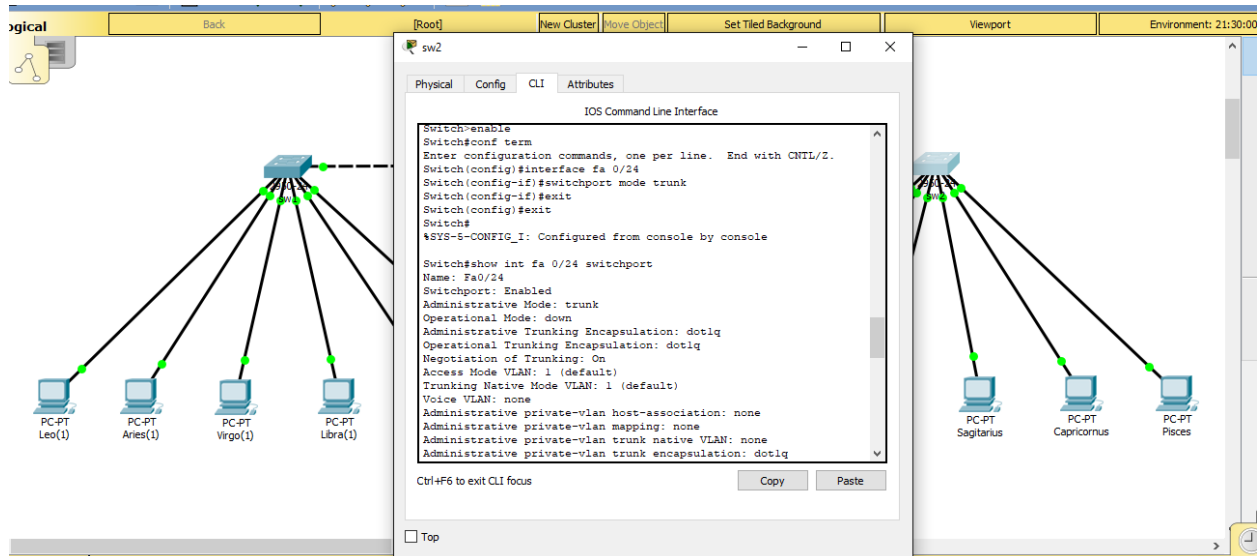 ogical
Back
[Root]
New Cluster
Move Object
Set Tiled Background
Viewport
Environment: 21:30:00
sw2
Physical
Config
CLI
Attributes
IOS Command Line Interface
Switch>enable
Switch#conf term
Enter configuration commands, one per line. End with CNTL/Z.
Switch(config)#interface fa 0/24
Switch(config-if)#switchport mode trunk
Switch(config-if)#exit
Switch(config)#exit
Switch#
%SYS-5-CONFIG_I: Configured from console by console
Switch#show int fa 0/24 switchport
Name: Fa0/24
Switchport: Enabled
Administrative Mode: trunk
Operational Mode: down
Administrative Trunking Encapsulation: dot1q
Operational Trunking Encapsulation: dot1q
Negotiation of Trunking: On
Access Mode VLAN: 1 (default)
Trunking Native Mode VLAN: 1 (default)
Voice VLAN: none
Administrative private-vlan host-association: none
Administrative private-vlan mapping: none
Administrative private-vlan trunk native VLAN: none
Administrative private-vlan trunk encapsulation: dot1q
Ctrl+F6 to exit CLI focus
Copy
Paste
Top
PC-PT
Leo(1)
PC-PT
Aries(1)
PC-PT
Virgo(1)
PC-PT
Libra(1)
PC-PT
Sagitarius
PC-PT
Capricornus
PC-PT
Pisces